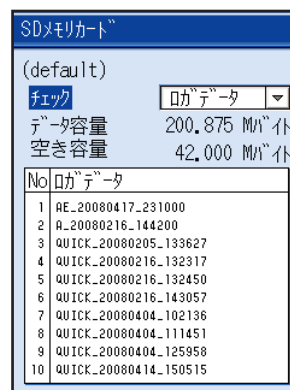 SDﾒﾓﾘｶｰﾄﾞ
(default)
ﾁｪｯｸ ﾛｶﾞﾃﾞｰﾀ
ﾃﾞｰﾀ容量 200.875 Mﾊﾞｲﾄ
空き容量 42.000 Mﾊﾞｲﾄ
No ﾛｶﾞﾃﾞｰﾀ
1 AE_20080417_231000
2 A_20080216_144200
3 QUICK_20080205_133627
4 QUICK_20080216_132317
5 QUICK_20080216_132450
6 QUICK_20080216_143057
7 QUICK_20080404_102136
8 QUICK_20080404_111451
9 QUICK_20080404_125958
10 QUICK_20080414_150515